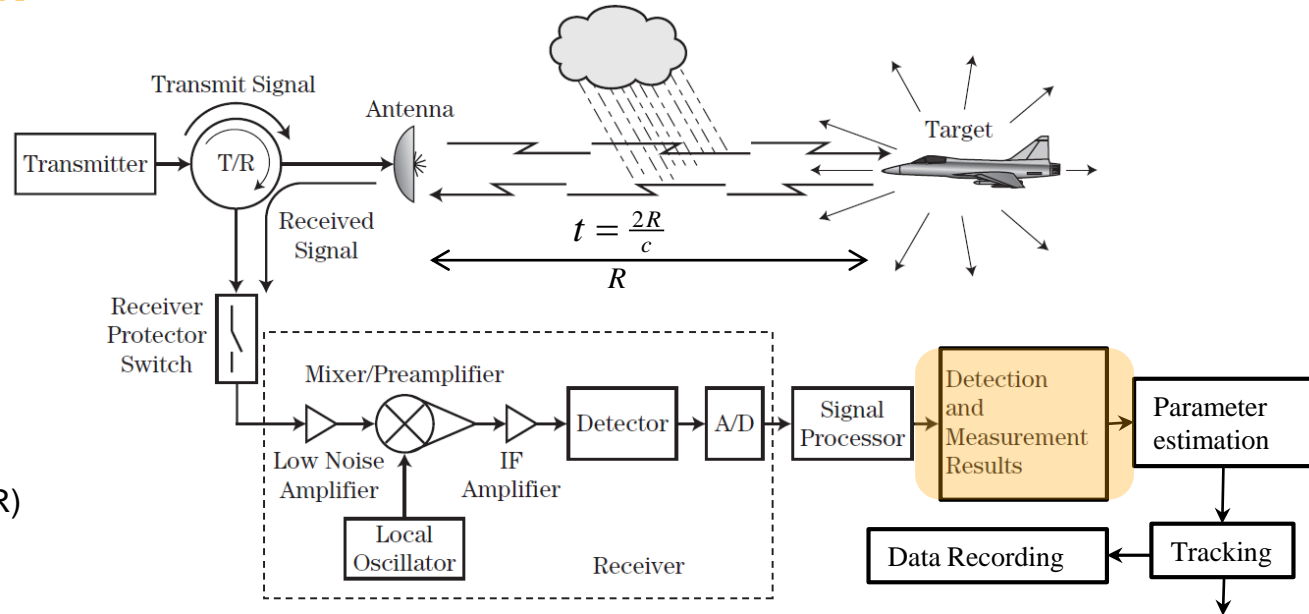 Transmit Signal
Antenna
Target
Transmitter
T/R
Received
Signal
t = 2R/c
R
Receiver
Protector
Switch
Mixer/Preamplifier
Detection
and
Measurement
Results
Parameter
estimation
Signal
Processor
Detector
A/D
Low Noise
Amplifier
IF
Amplifier
R)
Local
Oscillator
Receiver
Data Recording
Tracking